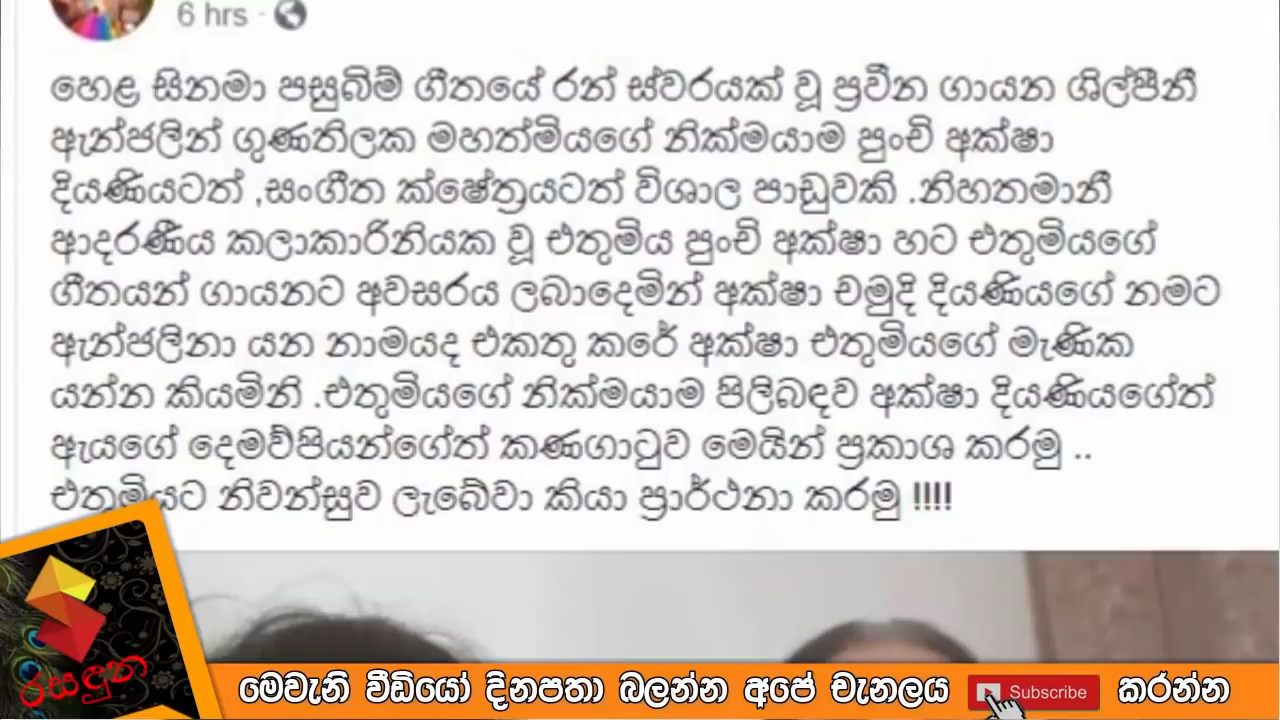 6 hrs ·
හෙළ සිනමා පසුබිම් ගීතයේ රන් ස්වරයක් වූ ප්‍රවීන ගායන ශිල්පීනී
ඇන්ජලින් ගුණතිලක මහත්මියගේ නික්මයාම පුංචි අක්ෂා
දියණියටත් ,සංගීත ක්ෂේත්‍රයටත් විශාල පාඩුවකි .නිහතමානී
ආදරණීය කලාකාරිනියක වූ එතුමිය පුංචි අක්ෂා හට එතුමියගේ
ගීතයන් ගායනට අවසරය ලබාදෙමින් අක්ෂා චමුදි දියණියගේ නමට
ඇන්ජලිනා යන නාමයද එකතු කරේ අක්ෂා එතුමියගේ මැණික
යන්න කියමිනි .එතුමියගේ නික්මයාම පිලිබඳව අක්ෂා දියණියගේත්
ඇයගේ දෙමව්පියන්ගේත් කණගාටුව මෙයින් ප්‍රකාශ කරමු ..
එතුමියට නිවන්සුව ලැබේවා කියා ප්‍රාර්ථනා කරමු !!!!
රසඳුන
මෙවැනි වීඩියෝ දිනපතා බලන්න අපේ චැනලය Subscribe කරන්න